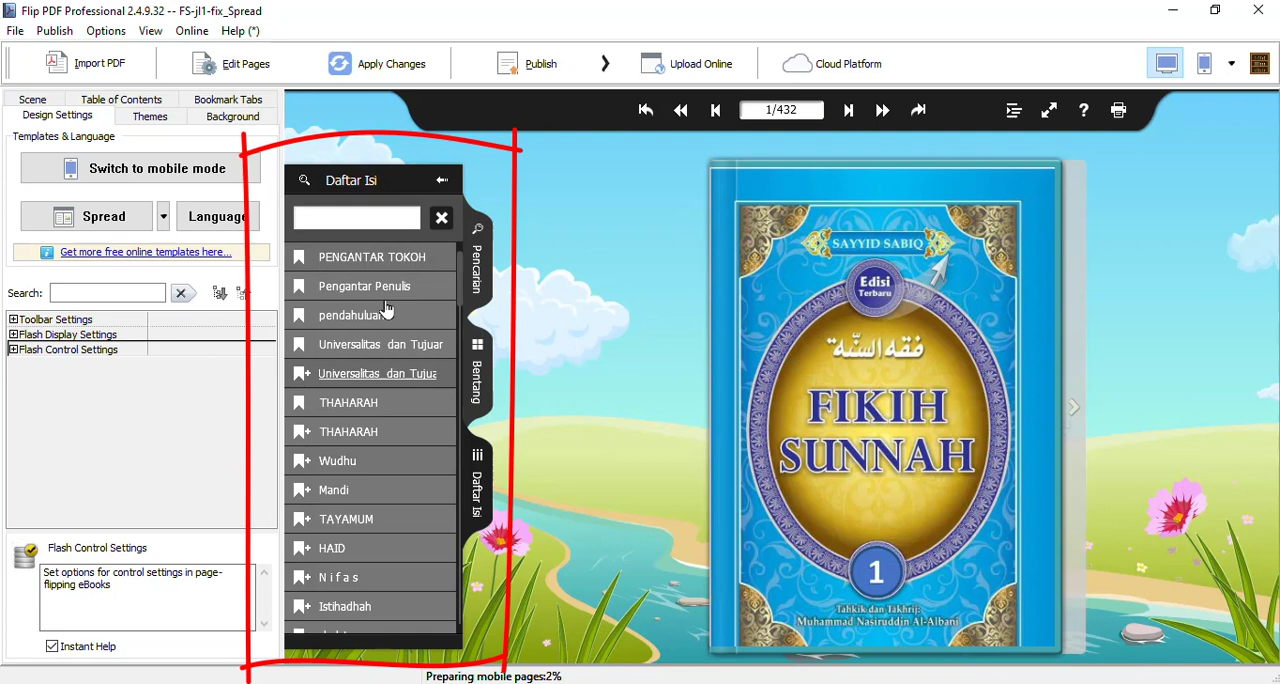 Flip PDF Professional 2.4.9.32 -- FS-jl1-fix_Spread
File Publish Options View Online Help (*)
Import PDF Edit Pages Apply Changes Publish Upload Online Cloud Platform
Scene Table of Contents Bookmark Tabs
Design Settings Themes Background
Templates & Language
Switch to mobile mode
Spread Language
Get more free online templates here...
Search:
Toolbar Settings
Flash Display Settings
Flash Control Settings
Flash Control Settings
Set options for control settings in page-
flipping eBooks
Instant Help
1/432
?
Daftar Isi
PENGANTAR TOKOH
Pengantar Penulis
pendahuluan
Universalitas dan Tujuar
Universalitas dan Tujua
THAHARAH
THAHARAH
Wudhu
Mandi
TAYAMUM
HAID
N i f a s
Istihadhah
Pencarian
Bentang
Daftar Isi
SAYYID SABIQ
Edisi
Terbaru
فقه السنّة
FIKIH
SUNNAH
1
Tahkik dan Takhrij:
Muhammad Nasiruddin Al-Albani
Preparing mobile pages:2%